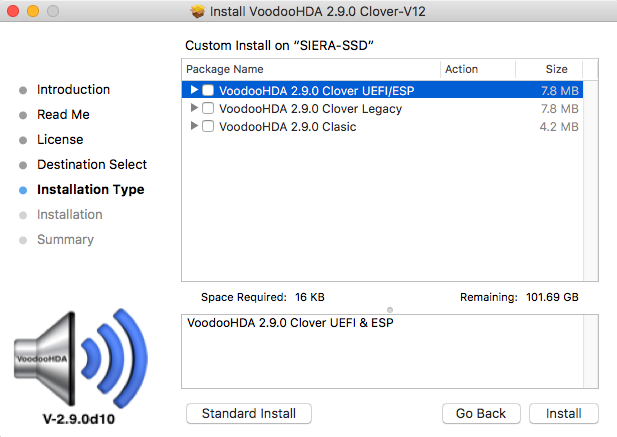 Install VoodooHDA 2.9.0 Clover-V12
Custom Install on “SIERA-SSD”
Package Name Action Size
VoodooHDA 2.9.0 Clover UEFI/ESP 7.8 MB
VoodooHDA 2.9.0 Clover Legacy 7.8 MB
VoodooHDA 2.9.0 Clasic 4.2 MB
Introduction
Read Me
License
Destination Select
Installation Type
Installation
Summary
Space Required: 16 KB Remaining: 101.69 GB
VoodooHDA 2.9.0 Clover UEFI & ESP
VoodooHDA
V-2.9.0d10
Standard Install Go Back Install